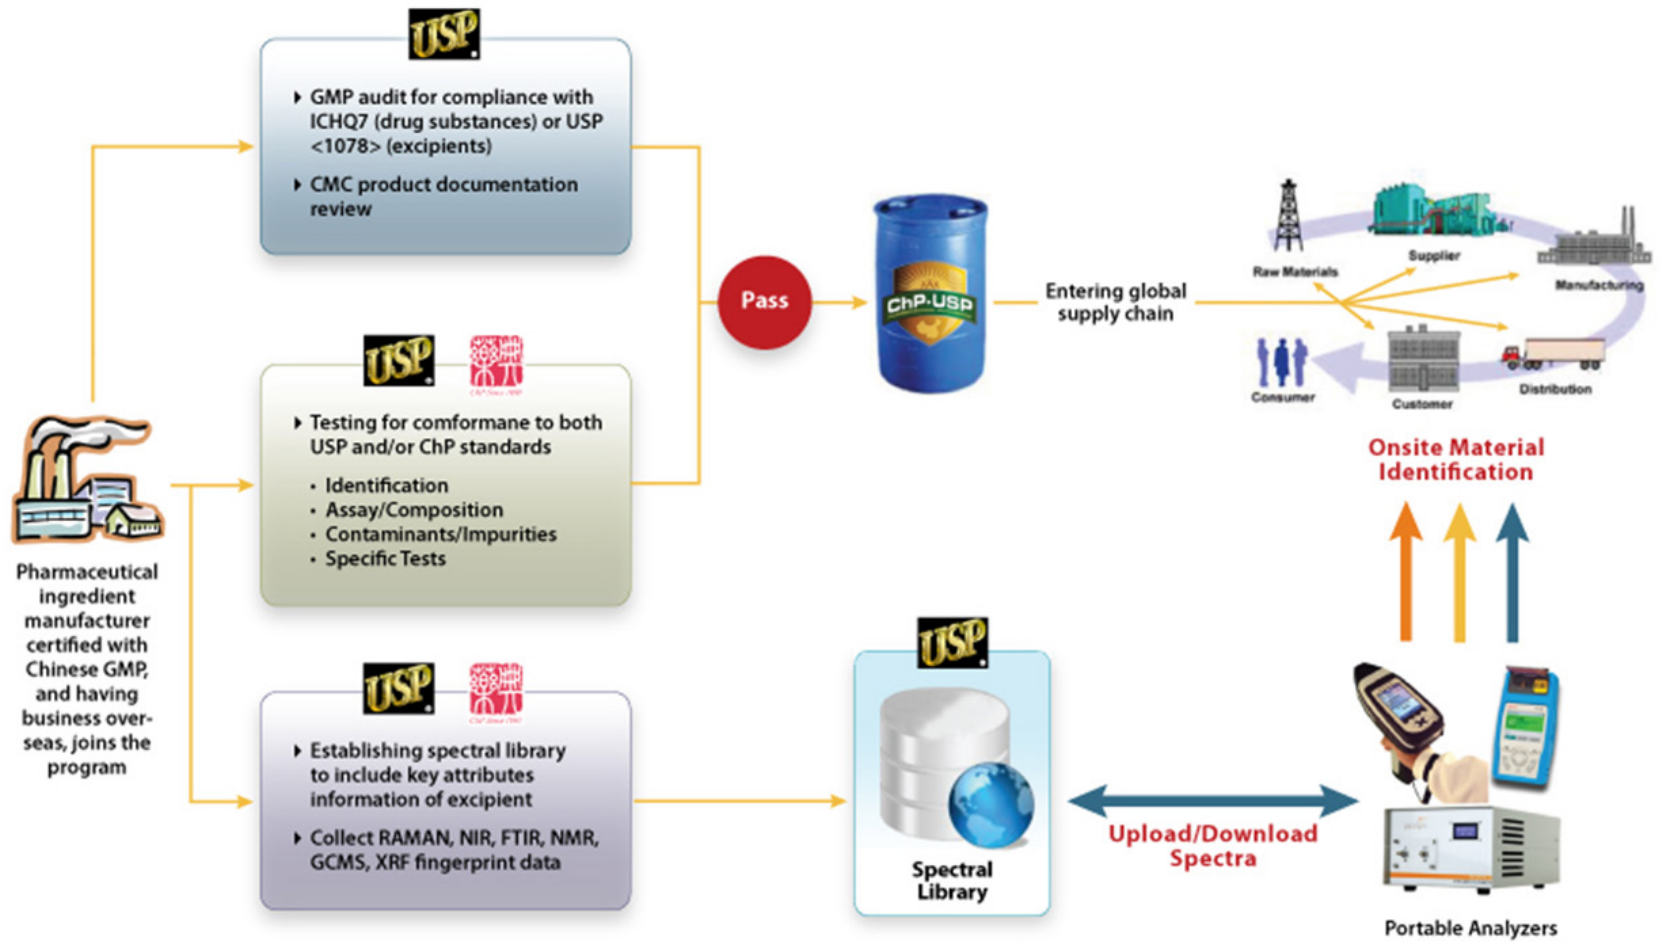 USP
GMP audit for compliance with
ICHQ7 (drug substances) or USP
<1078> (excipients)
CMC product documentation
review
USP
Testing for comformane to both
USP and/or ChP standards
• Identification
• Assay/Composition
• Contaminants/Impurities
• Specific Tests
Pharmaceutical
ingredient
manufacturer
certified with
Chinese GMP,
and having
business over-
seas, joins the
program
USP
Establishing spectral library
to include key attributes
information of excipient
Collect RAMAN, NIR, FTIR, NMR,
GCMS, XRF fingerprint data
Pass
ChP-USP
Entering global
supply chain
Raw Materials
Supplier
Manufacturing
Distribution
Customer
Consumer
Onsite Material
Identification
USP
Spectral
Library
Upload/Download
Spectra
Portable Analyzers